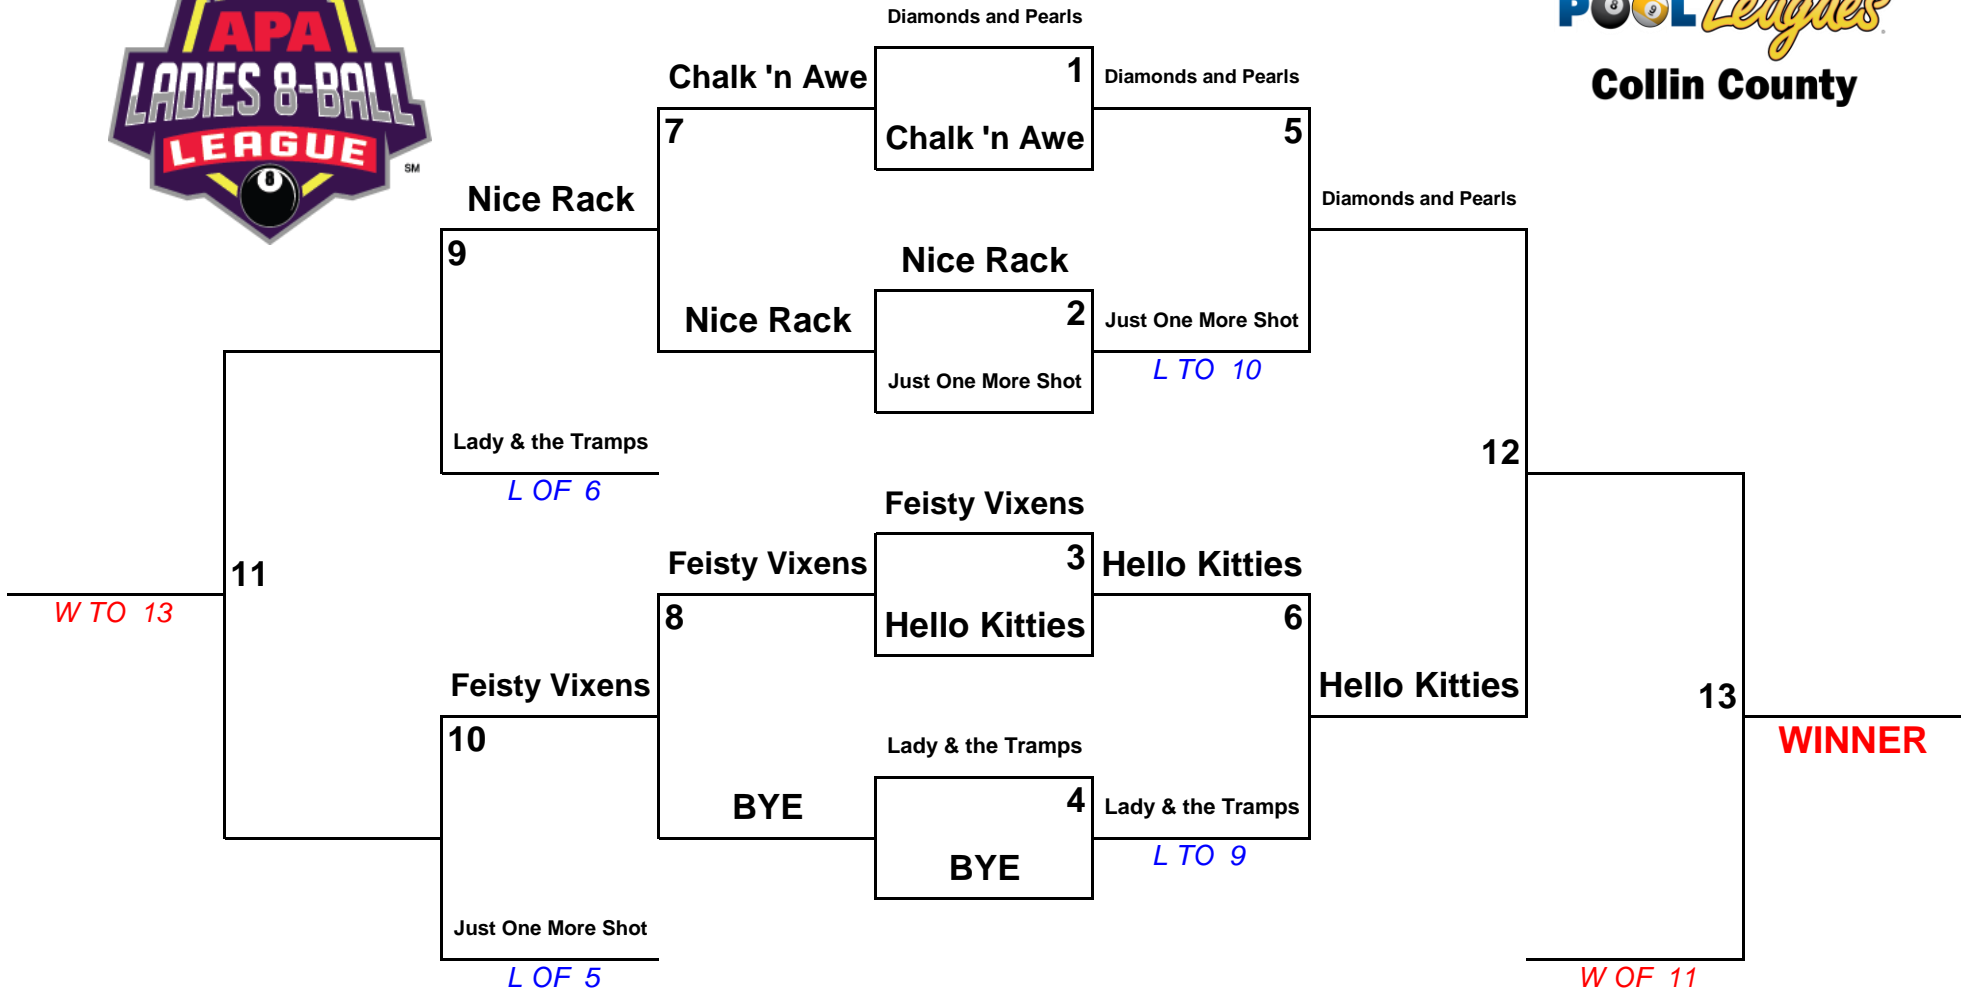 APA
LADIES 8-BALL
LEAGUE
8
SM
POOL Leagues
Collin County
Diamonds and Pearls
Chalk 'n Awe
1
Diamonds and Pearls
7
Chalk 'n Awe
5
Nice Rack
Diamonds and Pearls
9
Nice Rack
Nice Rack
2
Just One More Shot
L TO 10
Just One More Shot
Lady & the Tramps
12
L OF 6
Feisty Vixens
Feisty Vixens
3
Hello Kitties
11
W TO 13
8
Hello Kitties
6
Feisty Vixens
Hello Kitties
13
10
Lady & the Tramps
WINNER
BYE
4
Lady & the Tramps
L TO 9
BYE
Just One More Shot
L OF 5
W OF 11